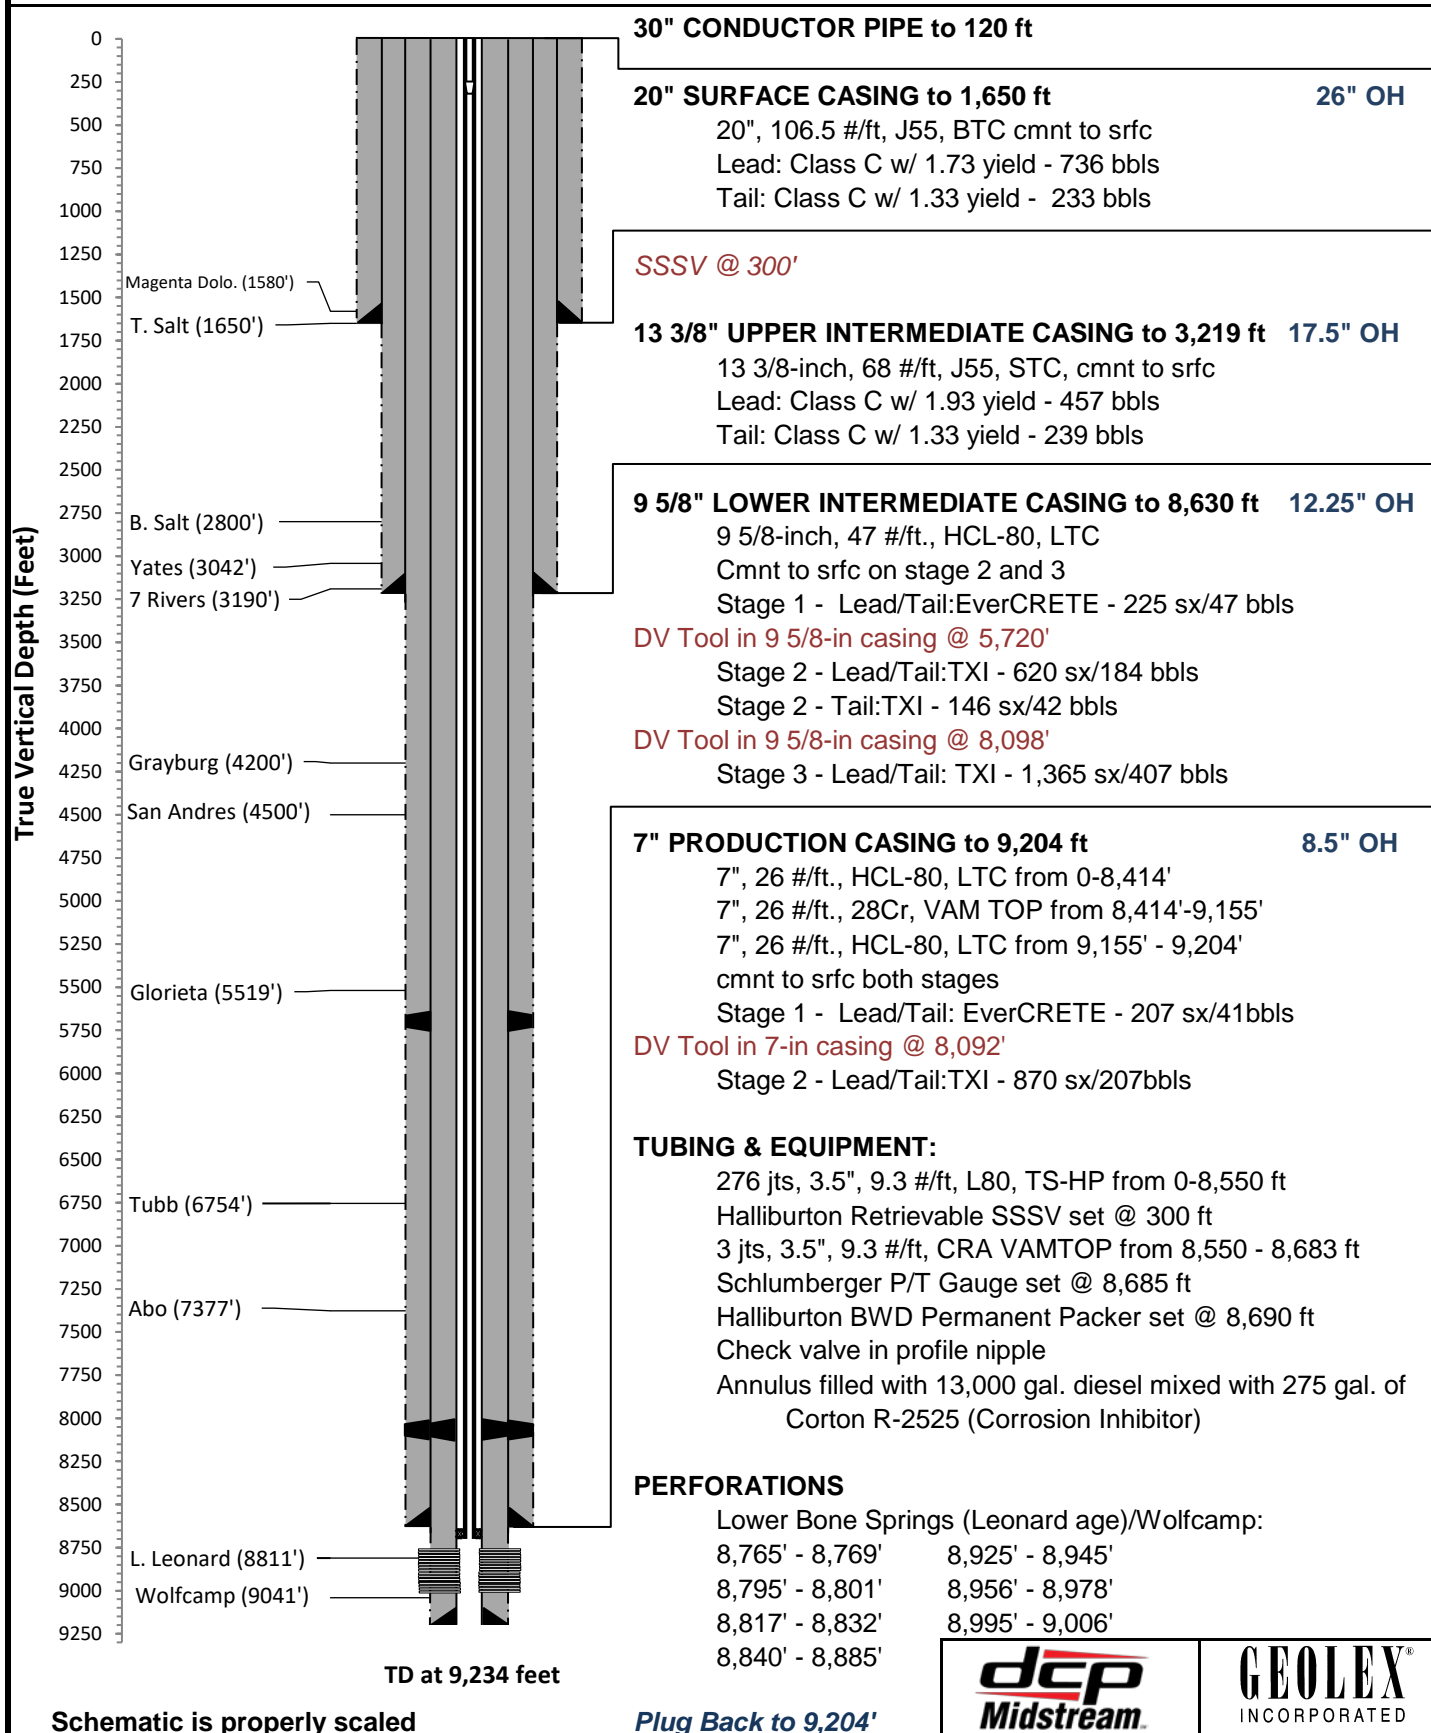 30" CONDUCTOR PIPE to 120 ft
20" SURFACE CASING to 1,650 ft 26" OH
20", 106.5 #/ft, J55, BTC cmnt to srfc
Lead: Class C w/ 1.73 yield - 736 bbls
Tail: Class C w/ 1.33 yield - 233 bbls
SSSV @ 300'
13 3/8" UPPER INTERMEDIATE CASING to 3,219 ft 17.5" OH
13 3/8-inch, 68 #/ft, J55, STC, cmnt to srfc
Lead: Class C w/ 1.93 yield - 457 bbls
Tail: Class C w/ 1.33 yield - 239 bbls
9 5/8" LOWER INTERMEDIATE CASING to 8,630 ft 12.25" OH
9 5/8-inch, 47 #/ft., HCL-80, LTC
Cmnt to srfc on stage 2 and 3
Stage 1 - Lead/Tail:EverCRETE - 225 sx/47 bbls
DV Tool in 9 5/8-in casing @ 5,720'
Stage 2 - Lead/Tail:TXI - 620 sx/184 bbls
Stage 2 - Tail:TXI - 146 sx/42 bbls
DV Tool in 9 5/8-in casing @ 8,098'
Stage 3 - Lead/Tail: TXI - 1,365 sx/407 bbls
7" PRODUCTION CASING to 9,204 ft 8.5" OH
7", 26 #/ft., HCL-80, LTC from 0-8,414'
7", 26 #/ft., 28Cr, VAM TOP from 8,414'-9,155'
7", 26 #/ft., HCL-80, LTC from 9,155' - 9,204'
cmnt to srfc both stages
Stage 1 - Lead/Tail: EverCRETE - 207 sx/41bbls
DV Tool in 7-in casing @ 8,092'
Stage 2 - Lead/Tail:TXI - 870 sx/207bbls
TUBING & EQUIPMENT:
276 jts, 3.5", 9.3 #/ft, L80, TS-HP from 0-8,550 ft
Halliburton Retrievable SSSV set @ 300 ft
3 jts, 3.5", 9.3 #/ft, CRA VAMTOP from 8,550 - 8,683 ft
Schlumberger P/T Gauge set @ 8,685 ft
Halliburton BWD Permanent Packer set @ 8,690 ft
Check valve in profile nipple
Annulus filled with 13,000 gal. diesel mixed with 275 gal. of
Corton R-2525 (Corrosion Inhibitor)
PERFORATIONS
Lower Bone Springs (Leonard age)/Wolfcamp:
8,765' - 8,769' 8,925' - 8,945'
8,795' - 8,801' 8,956' - 8,978'
8,817' - 8,832' 8,995' - 9,006'
8,840' - 8,885'
Plug Back to 9,204'
True Vertical Depth (Feet)
0
250
500
750
1000
1250
1500
1750
2000
2250
2500
2750
3000
3250
3500
3750
4000
4250
4500
4750
5000
5250
5500
5750
6000
6250
6500
6750
7000
7250
7500
7750
8000
8250
8500
8750
9000
9250
Magenta Dolo. (1580')
T. Salt (1650')
B. Salt (2800')
Yates (3042')
7 Rivers (3190')
Grayburg (4200')
San Andres (4500')
Glorieta (5519')
Tubb (6754')
Abo (7377')
L. Leonard (8811')
Wolfcamp (9041')
TD at 9,234 feet
Schematic is properly scaled
dcp
Midstream
GEOLEX®
INCORPORATED